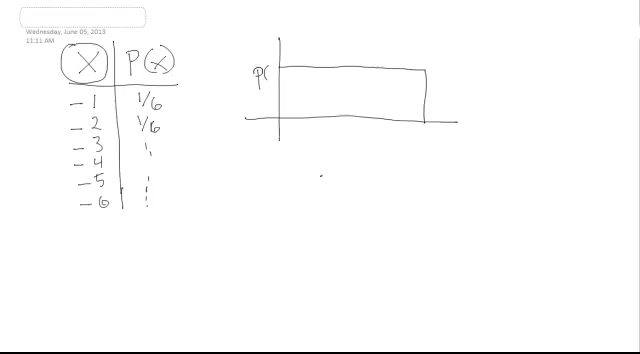 Wednesday, June 05, 2013
11:11 AM
X P(x)
– 1 1/6
– 2 1/6
– 3
– 4
– 5
– 6
P(